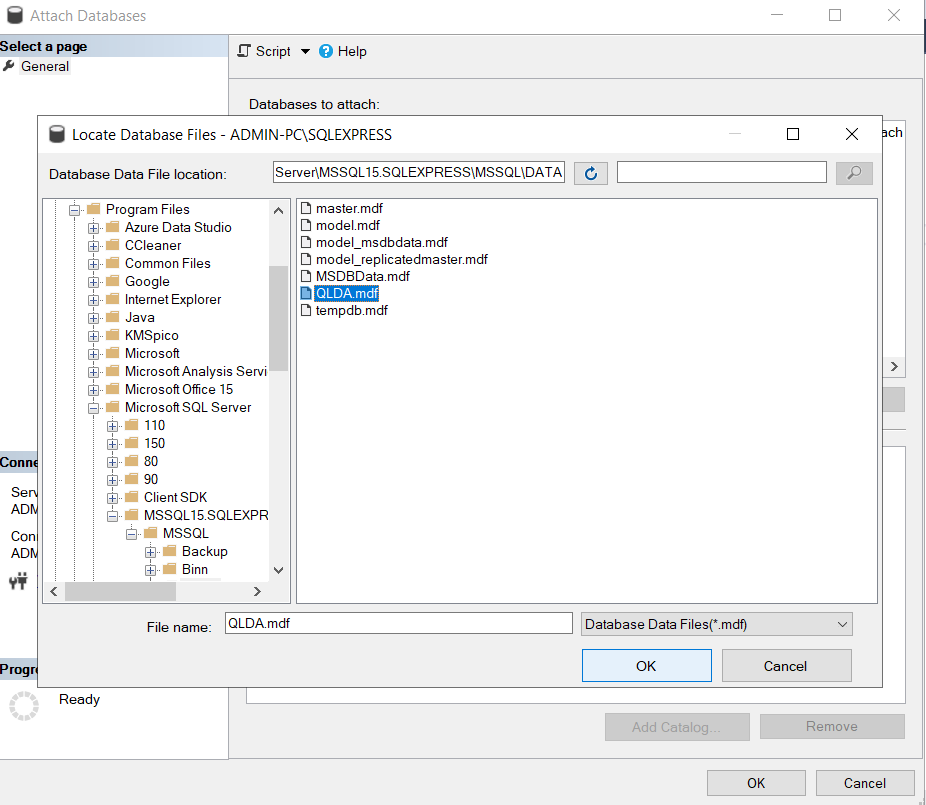 Attach Databases
Select a page
General
Script
Help
Databases to attach:
Locate Database Files - ADMIN-PC\SQLEXPRESS
Database Data File location:
Server\MSSQL15.SQLEXPRESS\MSSQL\DATA
Program Files
Azure Data Studio
CCleaner
Common Files
Google
Internet Explorer
Java
KMSpico
Microsoft
Microsoft Analysis Servi
Microsoft Office 15
Microsoft SQL Server
110
150
80
90
Client SDK
MSSQL15.SQLEXPR
MSSQL
Backup
Binn
master.mdf
model.mdf
model_msdbdata.mdf
model_replicatedmaster.mdf
MSDBData.mdf
QLDA.mdf
tempdb.mdf
File name:
QLDA.mdf
Database Data Files(*.mdf)
OK
Cancel
ach
Conne
Serv
ADM
Con
ADM
Progre
Ready
Add Catalog...
Remove
OK
Cancel